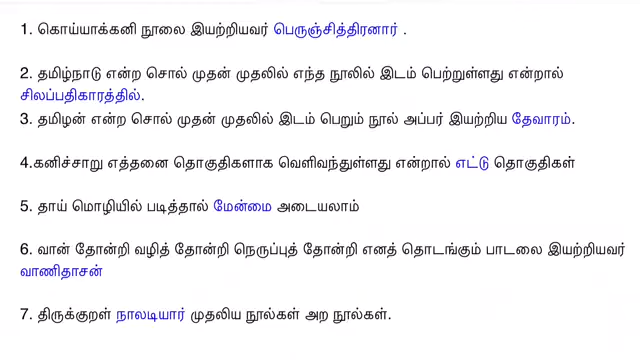 1. கொய்யாக்கனி நூலை இயற்றியவர் பெருஞ்சித்திரனார் .
2. தமிழ்நாடு என்ற சொல் முதன் முதலில் எந்த நூலில் இடம் பெற்றுள்ளது என்றால்
சிலப்பதிகாரத்தில்.
3. தமிழன் என்ற சொல் முதன் முதலில் இடம் பெறும் நூல் அப்பர் இயற்றிய தேவாரம்.
4.கனிச்சாறு எத்தனை தொகுதிகளாக வெளிவந்துள்ளது என்றால் எட்டு தொகுதிகள்
5. தாய் மொழியில் படித்தால் மேன்மை அடையலாம்
6. வான் தோன்றி வழித் தோன்றி நெருப்புத் தோன்றி எனத் தொடங்கும் பாடலை இயற்றியவர்
வாணிதாசன்
7. திருக்குறள் நாலடியார் முதலிய நூல்கள் அற நூல்கள்.